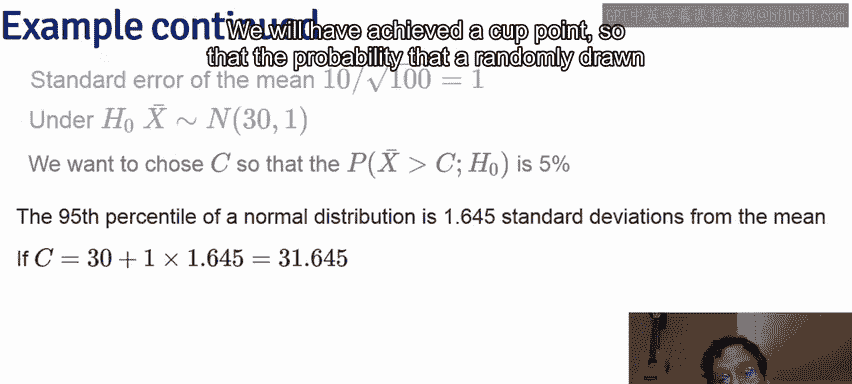 Example continued
We will have achieved a cup point, so
that the probability that a randomly drawn
Standard error of the mean 10/√100 = 1
Under H₀ X̄ ∼ N(30, 1)
We want to chose C so that the P(X̄ > C; H₀) is 5%
The 95th percentile of a normal distribution is 1.645 standard deviations from the mean
If C = 30 + 1 × 1.645 = 31.645